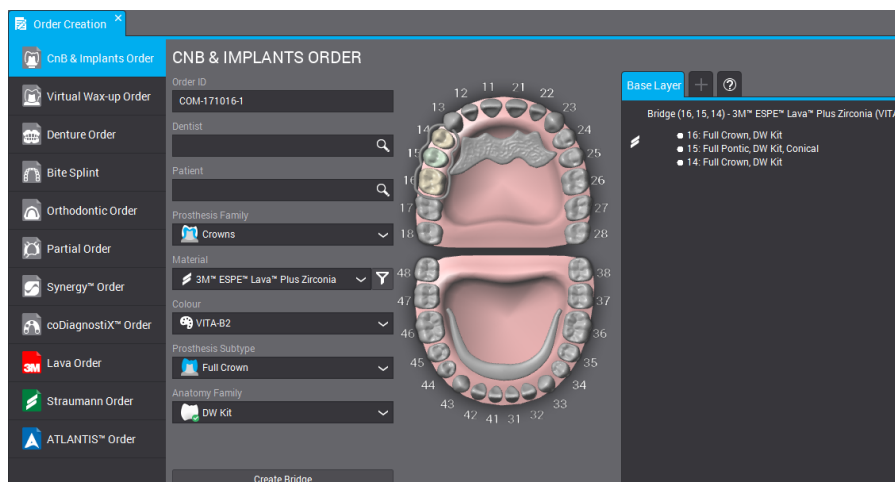 Order Creation ×
CnB & Implants Order
Virtual Wax-up Order
Denture Order
Bite Splint
Orthodontic Order
Partial Order
Synergy™ Order
coDiagnostiX™ Order
3M
Lava Order
Straumann Order
ATLANTIS™ Order
CNB & IMPLANTS ORDER
Order ID
COM-171016-1
Dentist
Patient
Prosthesis Family
Crowns
Material
3M™ ESPE™ Lava™ Plus Zirconia
Colour
VITA-B2
Prosthesis Subtype
Full Crown
Anatomy Family
DW Kit
Create Bridge
11 21
12 22
13 23
14 24
15 25
16 26
17 27
18 28
48 38
47 37
46 36
45 35
44 34
43 33
42 41 31 32
Base Layer + ?
Bridge (16, 15, 14) - 3M™ ESPE™ Lava™ Plus Zirconia (VITA
16: Full Crown, DW Kit
15: Full Pontic, DW Kit, Conical
14: Full Crown, DW Kit